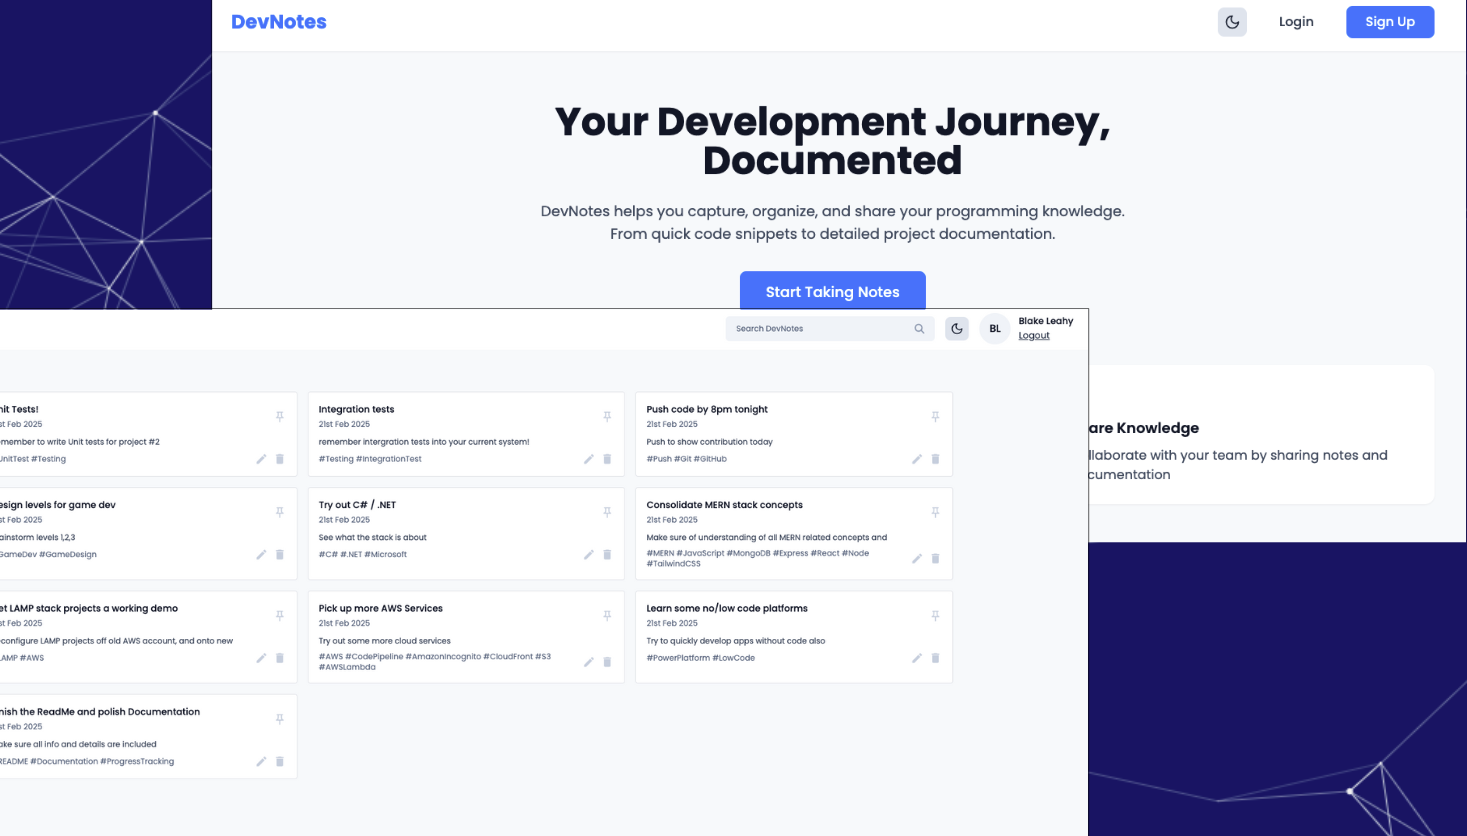 DevNotes
Login
Sign Up
Your Development Journey,
Documented
DevNotes helps you capture, organize, and share your programming knowledge.
From quick code snippets to detailed project documentation.
Start Taking Notes
are Knowledge
llaborate with your team by sharing notes and
cumentation
Search DevNotes
BL
Blake Leahy
Logout
nit Tests!
st Feb 2025
member to write Unit tests for project #2
UnitTest #Testing
Integration tests
21st Feb 2025
remember intergration tests into your current system!
#Testing #IntegrationTest
Push code by 8pm tonight
21st Feb 2025
Push to show contribution today
#Push #Git #GitHub
esign levels for game dev
st Feb 2025
ainstorm levels 1,2,3
GameDev #GameDesign
Try out C# / .NET
21st Feb 2025
See what the stack is about
#C# #.NET #Microsoft
Consolidate MERN stack concepts
21st Feb 2025
Make sure of understanding of all MERN related concepts and
#MERN #JavaScript #MongoDB #Express #React #Node
#TailwindCSS
et LAMP stack projects a working demo
st Feb 2025
configure LAMP projects off old AWS account, and onto new
LAMP #AWS
Pick up more AWS Services
21st Feb 2025
Try out some more cloud services
#AWS #CodePipeline #AmazonIncognito #CloudFront #S3
#AWSLambda
Learn some no/low code platforms
21st Feb 2025
Try to quickly develop apps without code also
#PowerPlatform #LowCode
nish the ReadMe and polish Documentation
st Feb 2025
ake sure all info and details are included
README #Documentation #ProgressTracking